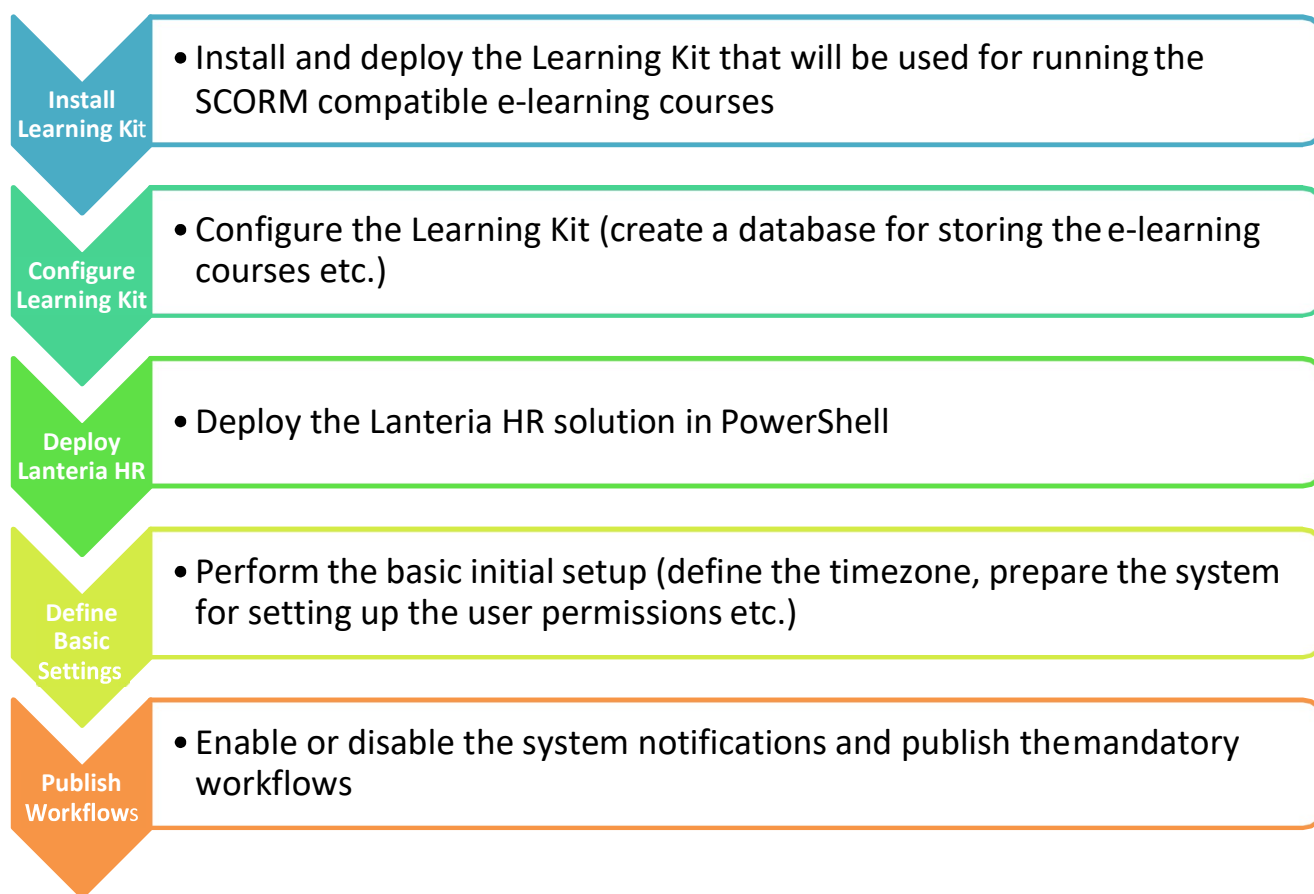 Install
Learning Kit
• Install and deploy the Learning Kit that will be used for running the
SCORM compatible e-learning courses
Configure
Learning Kit
• Configure the Learning Kit (create a database for storing the e-learning
courses etc.)
Deploy
Lanteria HR
• Deploy the Lanteria HR solution in PowerShell
Define
Basic
Settings
• Perform the basic initial setup (define the timezone, prepare the system
for setting up the user permissions etc.)
Publish
Workflows
• Enable or disable the system notifications and publish themandatory
workflows